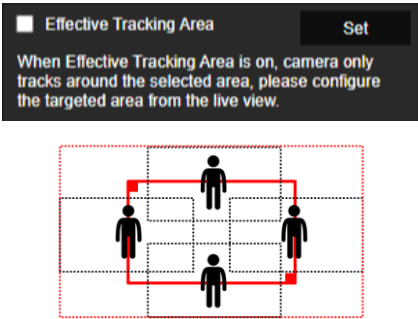 Effective Tracking Area
Set
When Effective Tracking Area is on, camera only
tracks around the selected area, please configure
the targeted area from the live view.